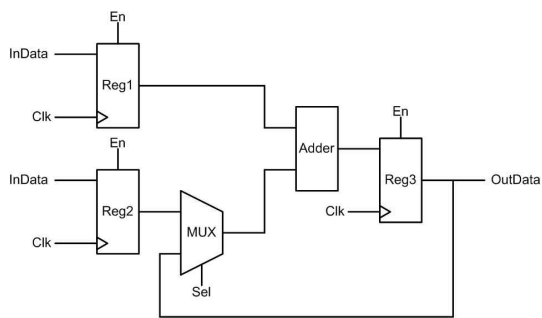 En
InData
Reg1
Clk
En
En
Adder
InData
Reg3
OutData
Reg2
Clk
MUX
Clk
Sel